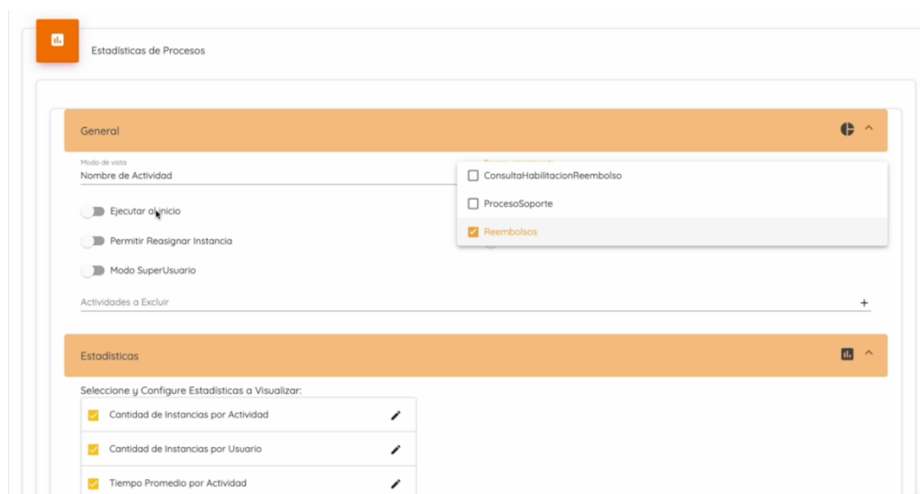 Estadísticas de Procesos
General
Modo de vista
Nombre de Actividad
ConsultaHabilitacionReembolso
ProcesoSoporte
Reembolsos
Ejecutar al inicio
Permitir Reasignar Instancia
Modo SuperUsuario
Actividades a Excluir
Estadísticas
Seleccione y Configure Estadísticas a Visualizar:
Cantidad de Instancias por Actividad
Cantidad de Instancias por Usuario
Tiempo Promedio por Actividad